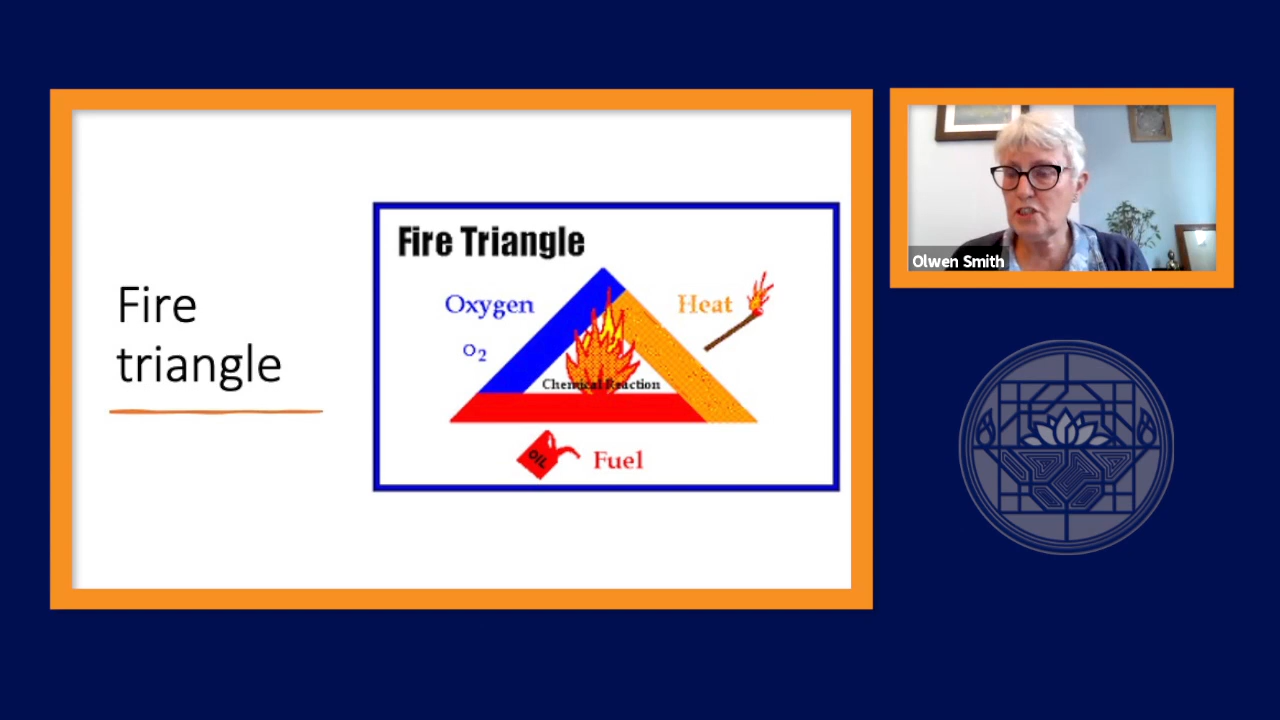 Fire
triangle
Fire Triangle
Oxygen
O2
Heat
Chemical Reaction
OIL
Fuel
Olwen Smith